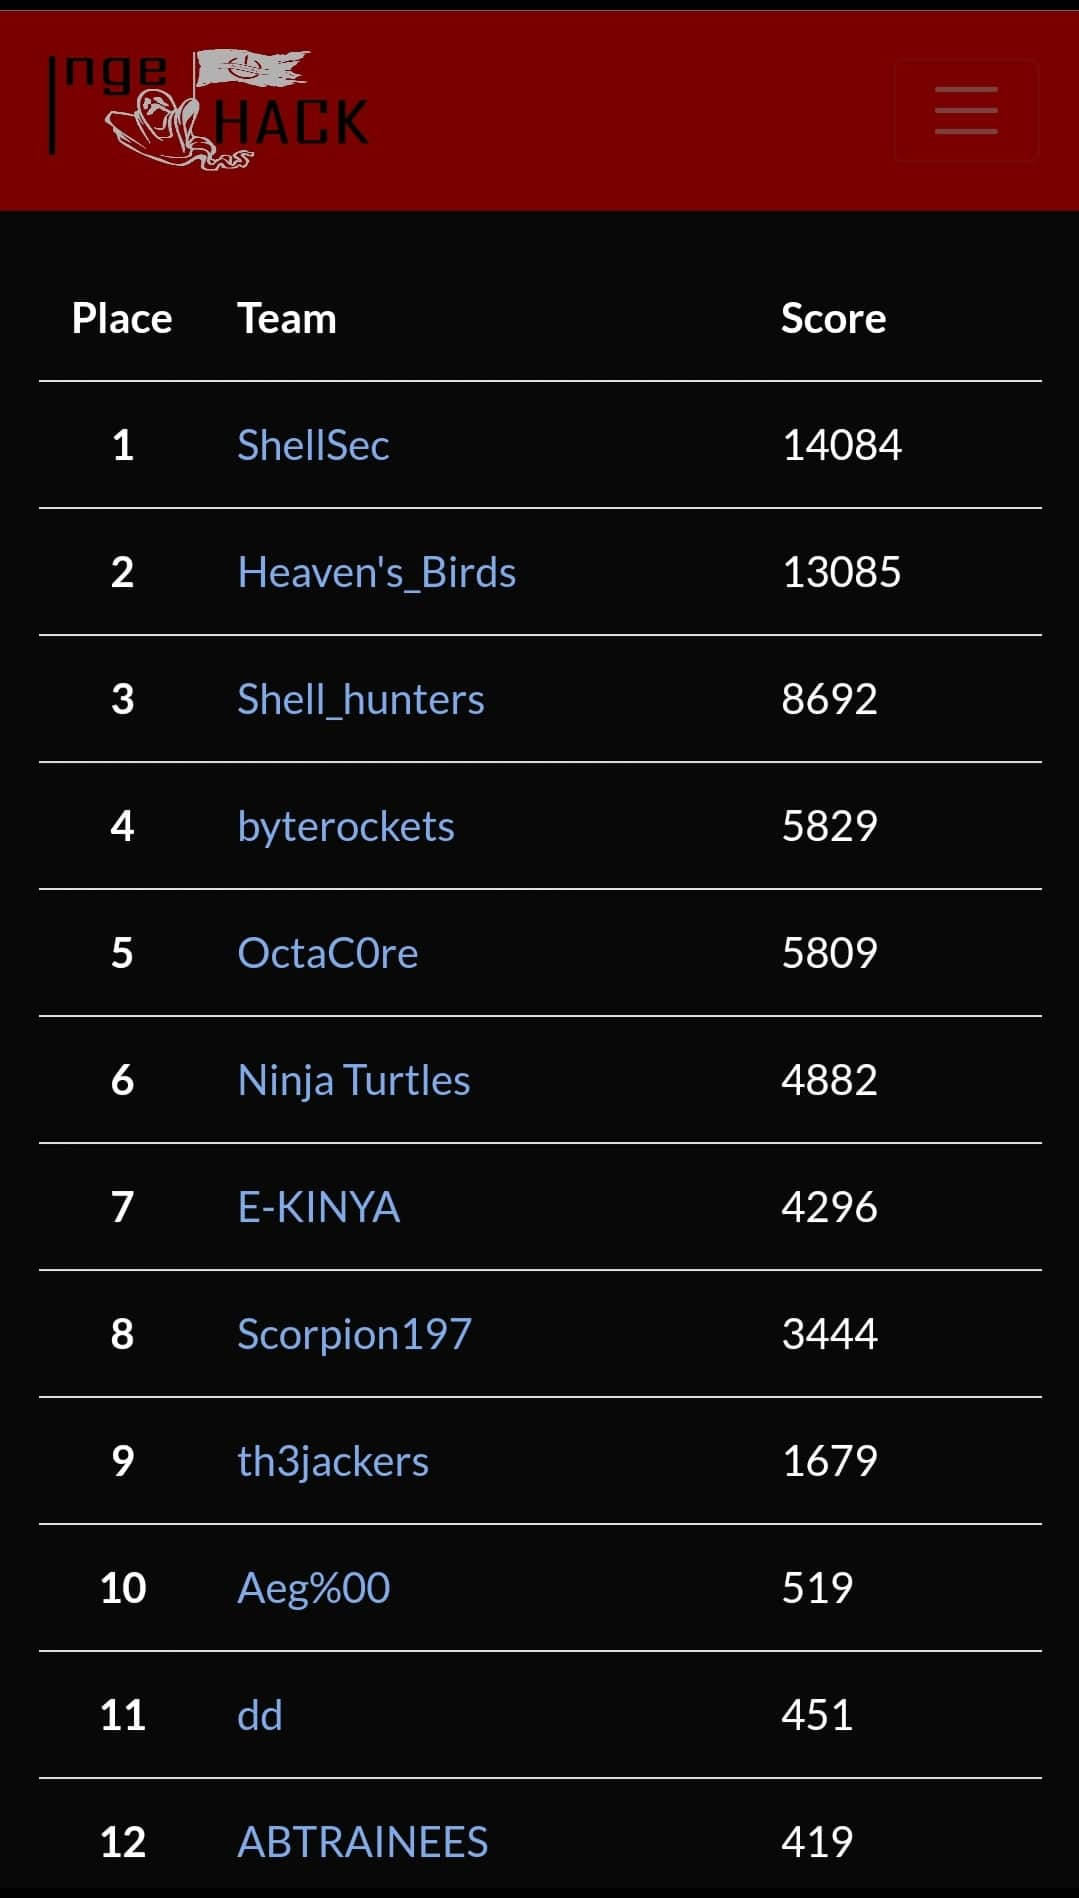 Inge
HACK
Place Team Score
1 ShellSec 14084
2 Heaven's_Birds 13085
3 Shell_hunters 8692
4 byterockets 5829
5 OctaC0re 5809
6 Ninja Turtles 4882
7 E-KINYA 4296
8 Scorpion197 3444
9 th3jackers 1679
10 Aeg%00 519
11 dd 451
12 ABTRAINEES 419